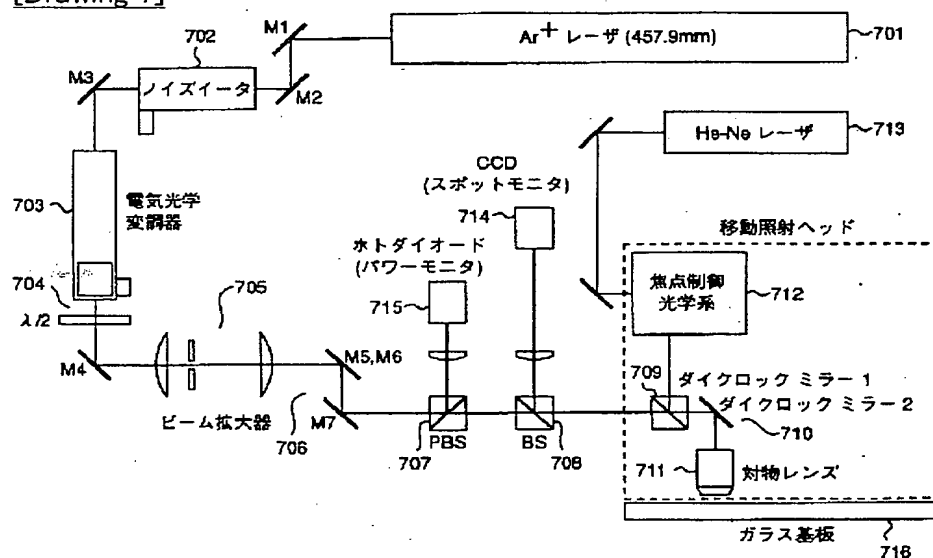 [Drawing 7]
M1
702
Ar+ レーザ (457.9mm)
701
M3
ノイズイータ
M2
He-Ne レーザ
713
CCD
(スポットモニタ)
703
電気光学
変調器
714
移動照射ヘッド
ホトダイオード
(パワーモニタ)
焦点制御
光学系
712
704
705
715
λ/2
M4
M5,M6
709
ダイクロック ミラー 1
ダイクロック ミラー 2
ビーム拡大器
706
M7
707
PBS
BS
708
710
711
対物レンズ
ガラス基板
716